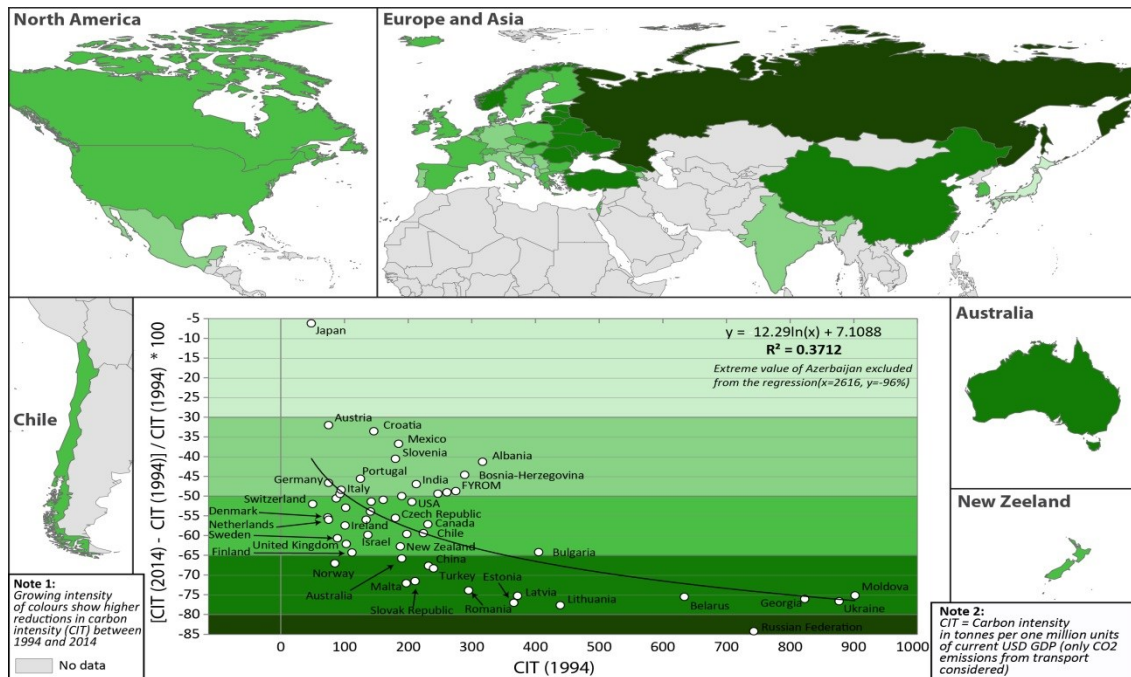 North America
Europe and Asia
Chile
Australia
New Zeeland
[CIT (2014) - CIT (1994)] / CIT (1994)] * 100
-5
-5
-10
-15
-20
-25
-30
-35
-40
-45
-50
-55
-60
-65
-70
-75
-80
-85
y = 12.29ln(x) + 7.1088
R² = 0.3712
Extreme value of Azerbaijan excluded
from the regression(x=2616, y=-96%)
Japan
Austria
Croatia
Mexico
Slovenia
Albania
Portugal
Bosnia-Herzegovina
Germany
Italy
India
FYROM
Switzerland
USA
Denmark
Czech Republic
Netherlands
Ireland
Canada
Sweden
Israel
Chile
United Kingdom
New Zealand
Finland
China
Bulgaria
Norway
Turkey
Estonia
Moldova
Australia
Malta
Latvia
Georgia
Slovak Republic
Romania
Lithuania
Belarus
Ukraine
Russian Federation
0 100 200 300 400 500 600 700 800 900 1000
CIT (1994)
Note 1:
Growing intensity
of colours show higher
reductions in carbon
intensity (CIT) between
1994 and 2014
No data
Note 2:
CIT = Carbon intensity
in tonnes per one million units
of current USD GDP (only CO2
emissions from transport
considered)